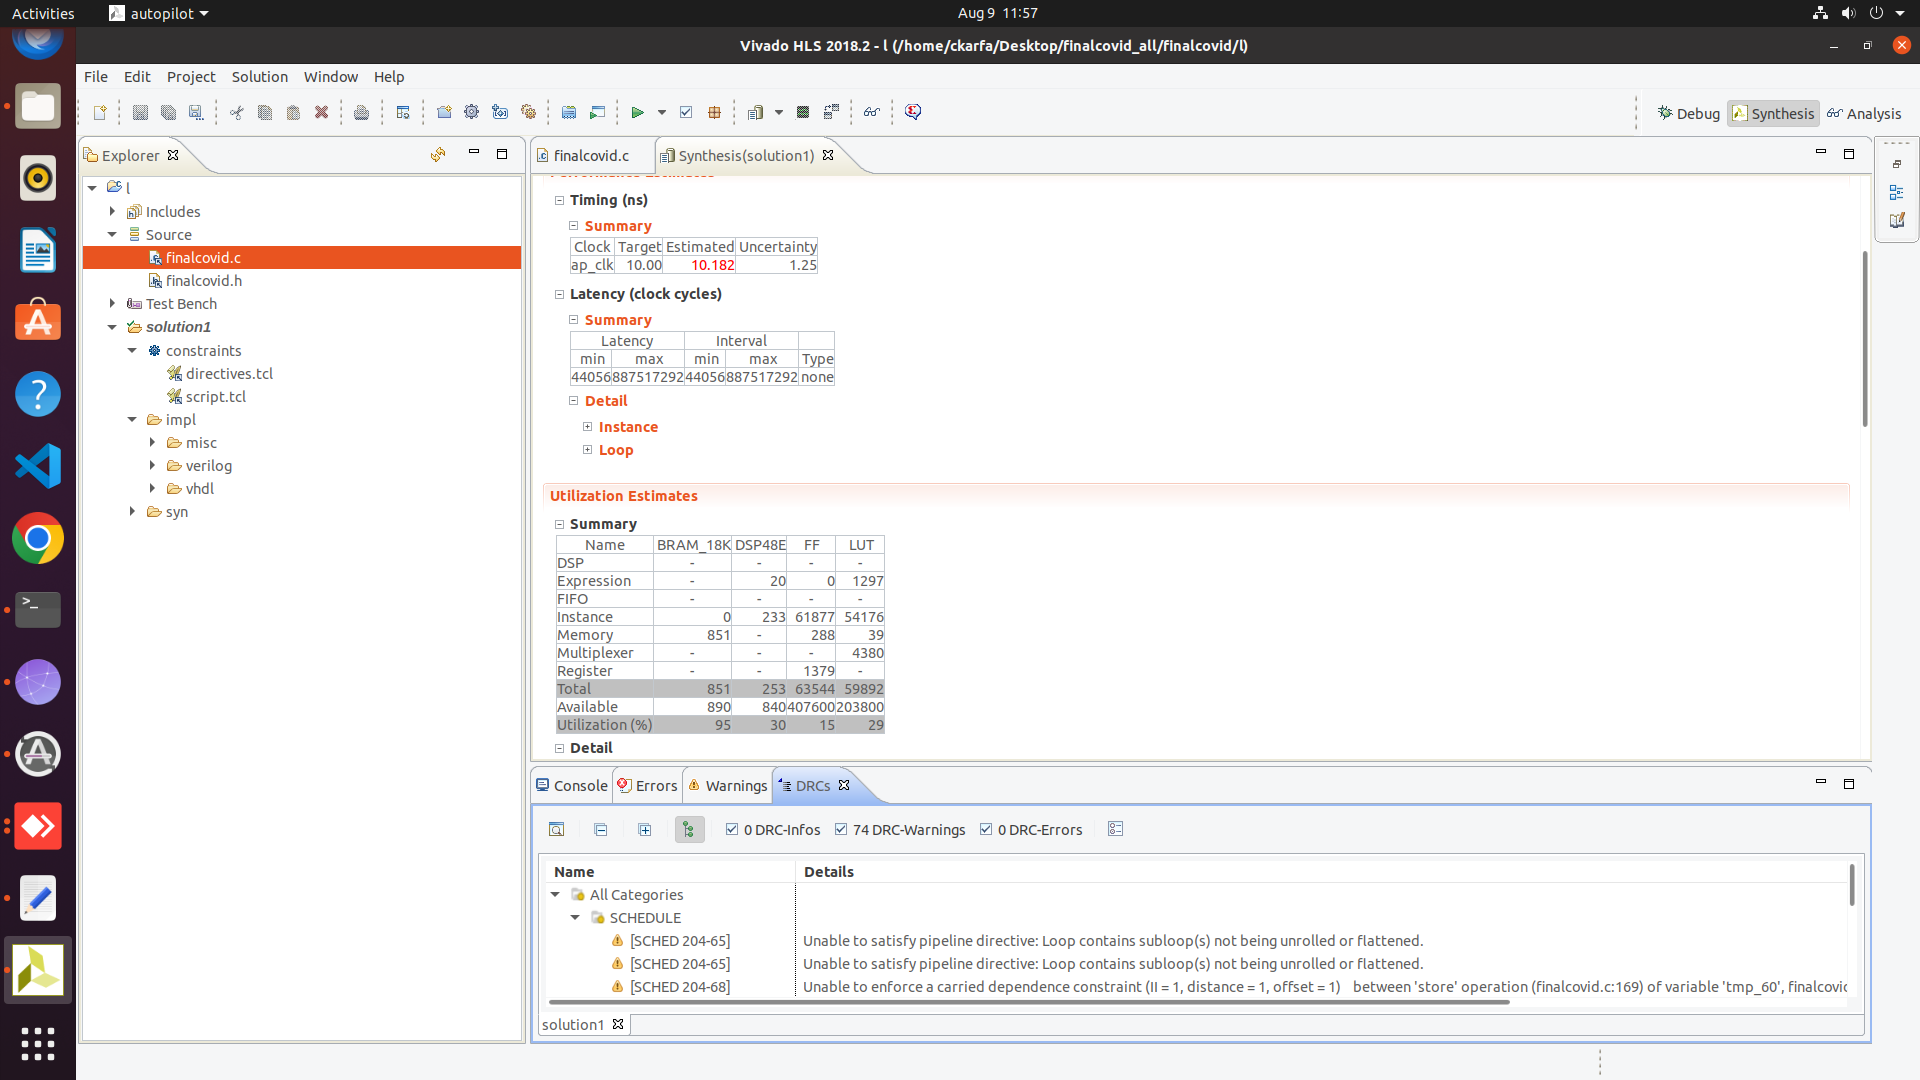 Activities autopilot Aug 9 11:57
Vivado HLS 2018.2 - l (/home/ckarfa/Desktop/finalcovid_all/finalcovid/l)
File Edit Project Solution Window Help
Debug Synthesis Analysis
Explorer
l
Includes
Source
finalcovid.c
finalcovid.h
Test Bench
solution1
constraints
directives.tcl
script.tcl
impl
misc
verilog
vhdl
syn
finalcovid.c Synthesis(solution1)
Performance Estimates
Timing (ns)
Summary
Clock Target Estimated Uncertainty
ap_clk 10.00 10.182 1.25
Latency (clock cycles)
Summary
Latency Interval
min max min max Type
44056 887517292 44056 887517292 none
Detail
Instance
Loop
Utilization Estimates
Summary
Name BRAM_18K DSP48E FF LUT
DSP - - - -
Expression - 20 0 1297
FIFO - - - -
Instance 0 233 61877 54176
Memory 851 - 288 39
Multiplexer - - - 4380
Register - - 1379 -
Total 851 253 63544 59892
Available 890 840 407600 203800
Utilization (%) 95 30 15 29
Detail
Console Errors Warnings DRCs
0 DRC-Infos 74 DRC-Warnings 0 DRC-Errors
Name Details
All Categories
SCHEDULE
[SCHED 204-65] Unable to satisfy pipeline directive: Loop contains subloop(s) not being unrolled or flattened.
[SCHED 204-65] Unable to satisfy pipeline directive: Loop contains subloop(s) not being unrolled or flattened.
[SCHED 204-68] Unable to enforce a carried dependence constraint (II = 1, distance = 1, offset = 1) between 'store' operation (finalcovid.c:169) of variable 'tmp_60', finalcovic
solution1